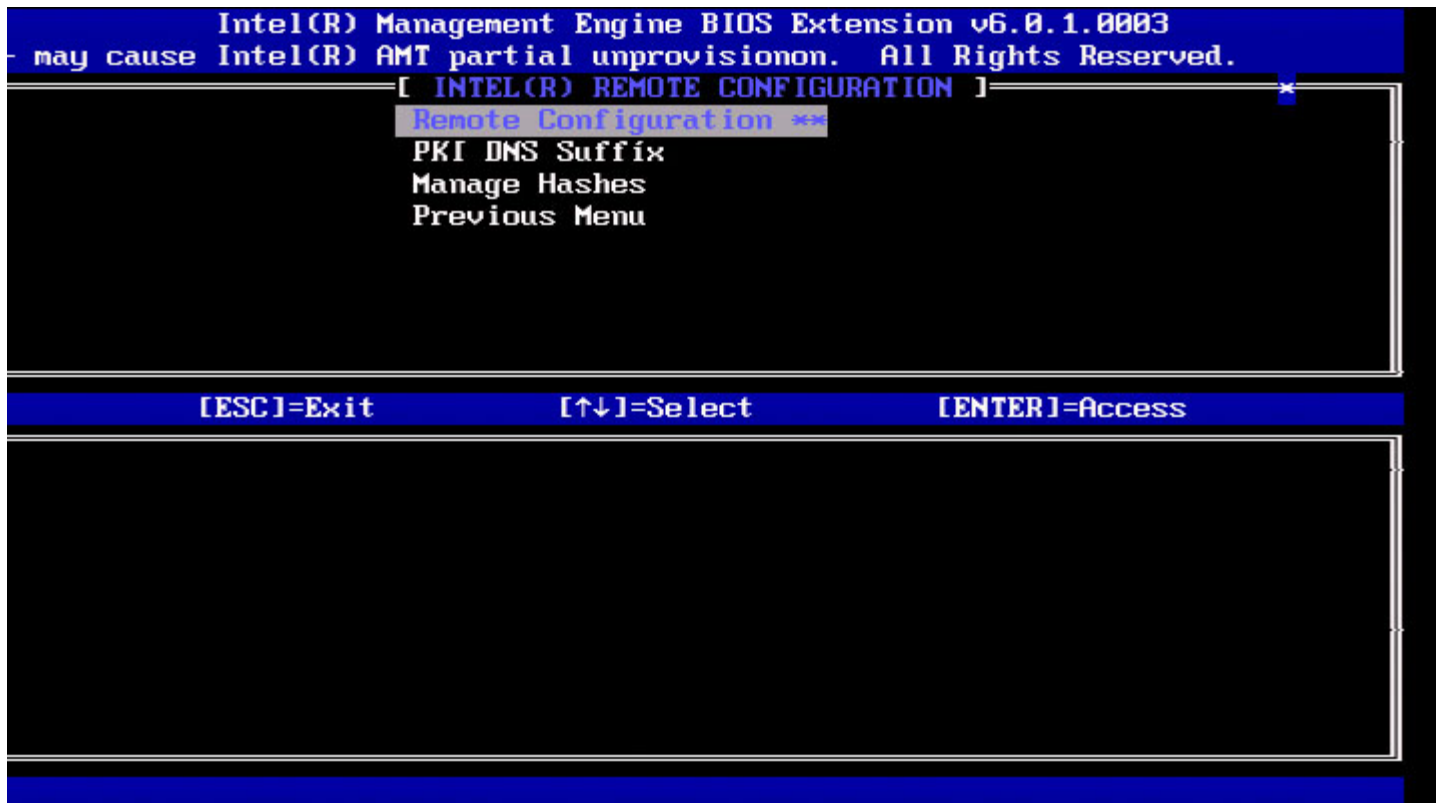 Intel(R) Management Engine BIOS Extension v6.0.1.0003
- may cause Intel(R) AMT partial unprovisionon. All Rights Reserved.
[ INTEL(R) REMOTE CONFIGURATION ]
*
Remote Configuration **
PKI DNS Suffix
Manage Hashes
Previous Menu
[ESC]=Exit [↑↓]=Select [ENTER]=Access